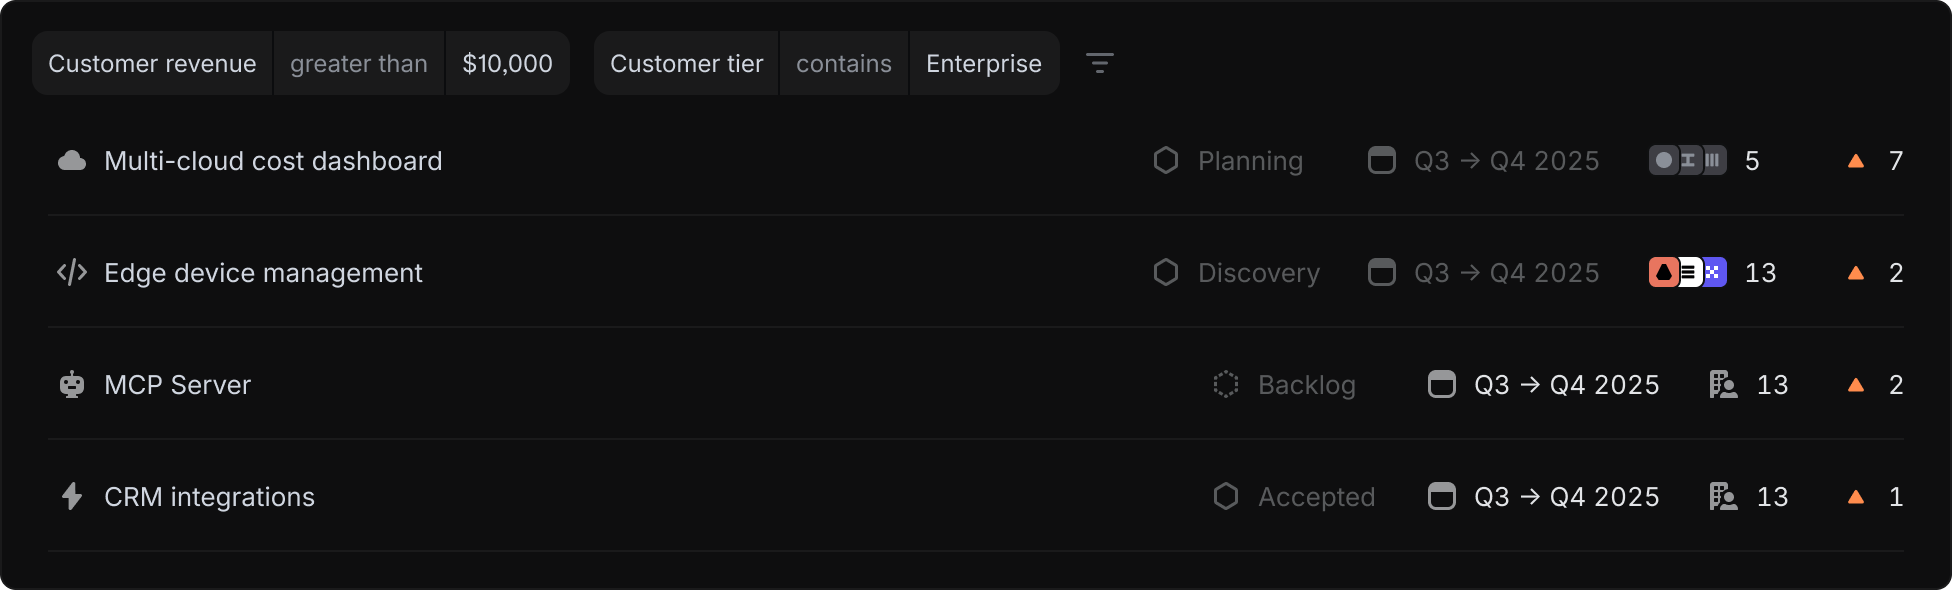 Customer revenue greater than $10,000 Customer tier contains Enterprise
Multi-cloud cost dashboard Planning Q3 → Q4 2025 5 7
Edge device management Discovery Q3 → Q4 2025 13 2
MCP Server Backlog Q3 → Q4 2025 13 2
CRM integrations Accepted Q3 → Q4 2025 13 1